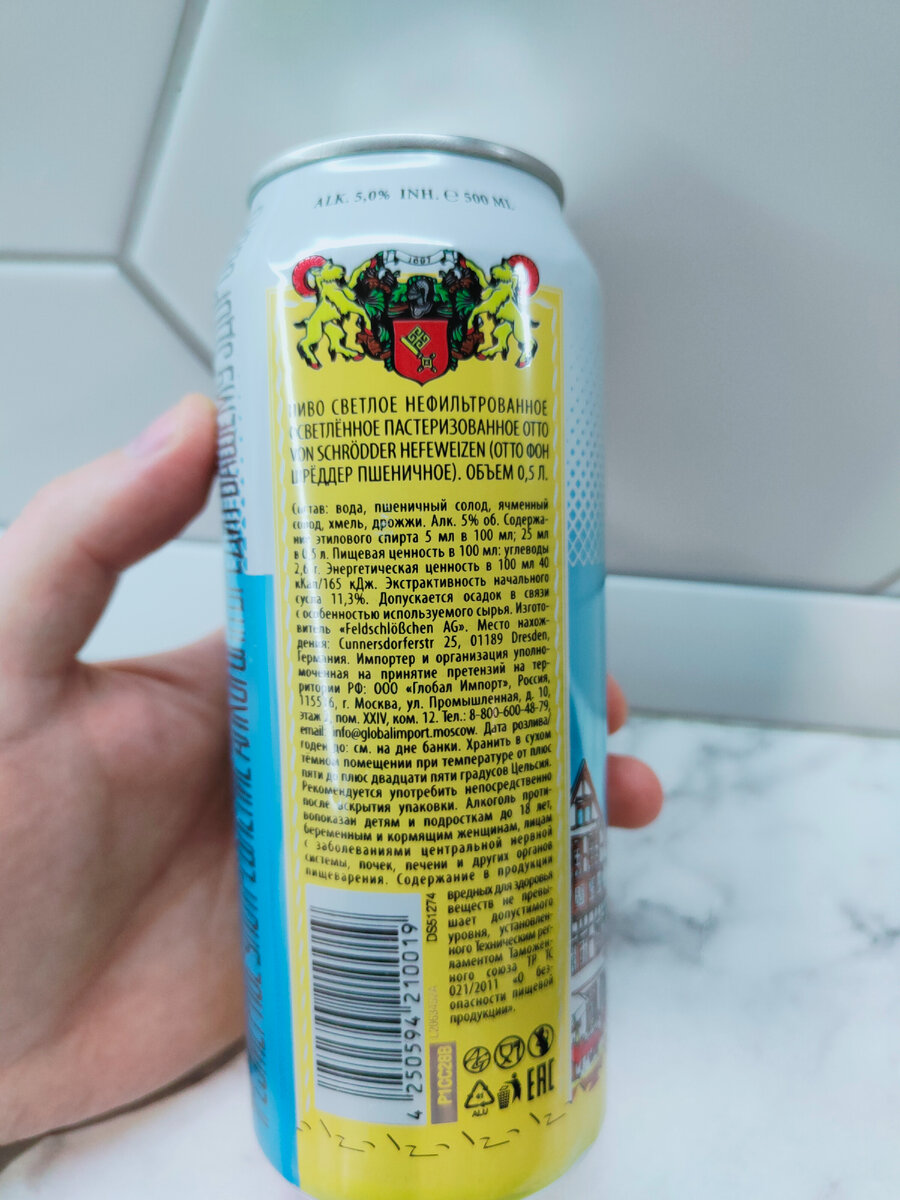 ALK. 5,0% INH. ℮ 500 ML
ПИВО СВЕТЛОЕ НЕФИЛЬТРОВАННОЕ
ОСВЕТЛЁННОЕ ПАСТЕРИЗОВАННОЕ ОТТО
VON SCHRÖDDER HEFEWEIZEN (ОТТО ФОН
ШРЁДДЕР ПШЕНИЧНОЕ). ОБЪЕМ 0,5 Л.
Состав: вода, пшеничный солод, ячменный
солод, хмель, дрожжи. Алк. 5% об. Содержа-
ние этилового спирта 5 мл в 100 мл; 25 мл
в 0,5 л. Пищевая ценность в 100 мл: углеводы
2,6 г. Энергетическая ценность в 100 мл 40
кКал/165 кДж. Экстрактивность начального
сусла 11,3%. Допускается осадок в связи
с особенностью используемого сырья. Изгото-
витель «Feldschlößchen AG». Место нахож-
дения: Cunnersdorferstr 25, 01189 Dresden,
Германия. Импортер и организация уполно-
моченная на принятие претензий на тер-
ритории РФ: ООО «Глобал Импорт», Россия,
г. Москва, ул. Промышленная, д. 10,
этаж пом. XXIV, ком. 12. Тел.: 8-800-600-48-79,
email: info@globalimport.moscow. Дата розлива/
годен до: см. на дне банки. Хранить в сухом
тёмном помещении при температуре от плюс
пяти до плюс двадцати пяти градусов Цельсия.
Рекомендуется употребить непосредственно
после вскрытия упаковки. Алкоголь проти-
вопоказан детям и подросткам до 18 лет,
беременным и кормящим женщинам, лицам
с заболеваниями центральной нервной
системы, почек, печени и других органов
пищеварения. Содержание в продукции
вредных для здоровья
веществ не превы-
шает допустимого
уровня, установлен-
ного Техническим рег-
ламентом Таможен-
ного союза ТР ТС
021/2011 «О без-
опасности пищевой
продукции».
DS51274
4 250594 210019
P1CC28B
41
ALU
EAC